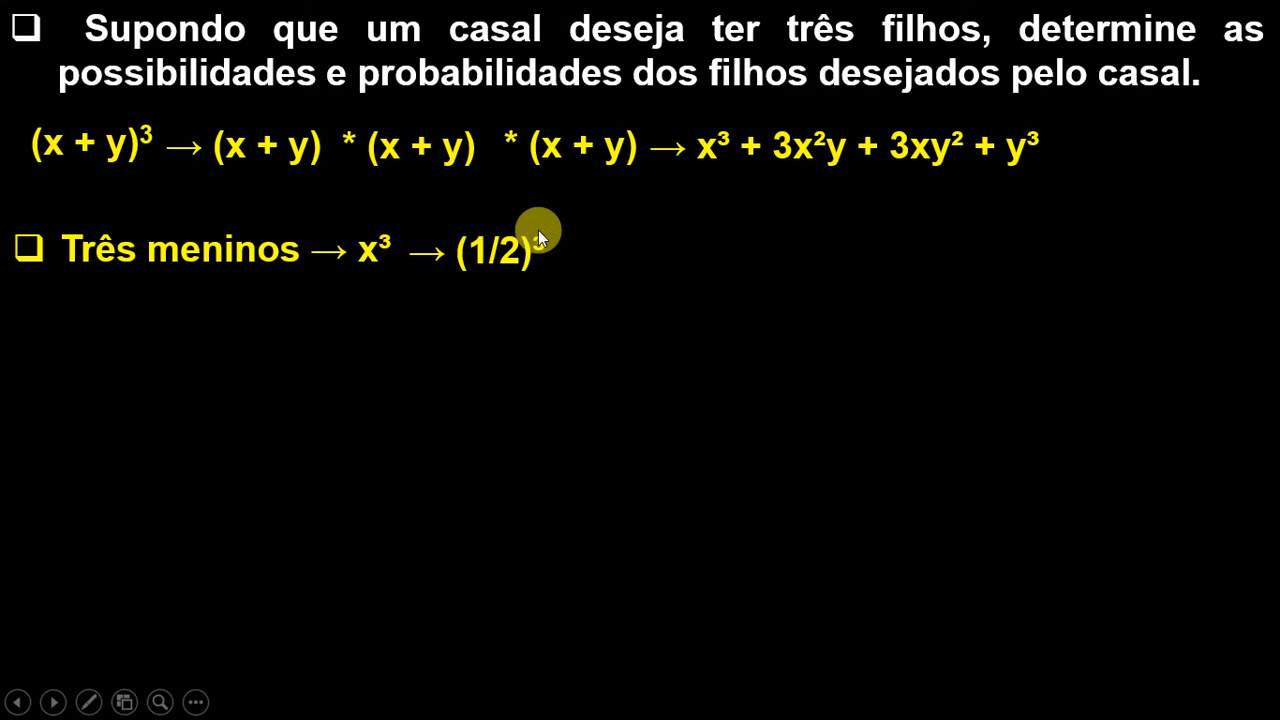 ❑ Supondo que um casal deseja ter três filhos, determine as
possibilidades e probabilidades dos filhos desejados pelo casal.
(x + y)³ → (x + y) * (x + y) * (x + y) → x³ + 3x²y + 3xy² + y³
❑ Três meninos → x³ → (1/2)³